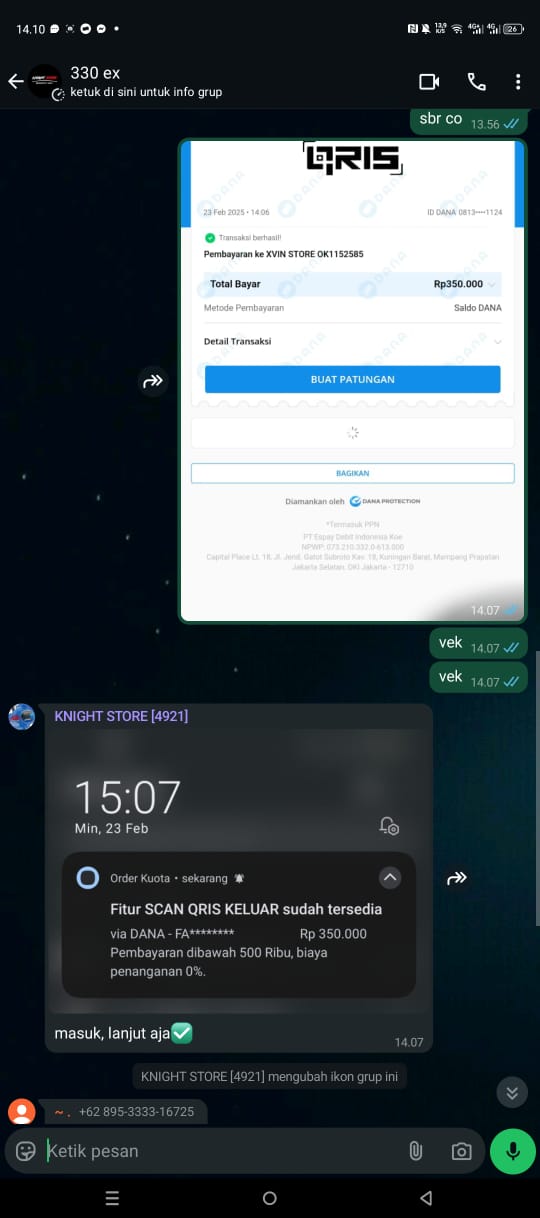 14.10
13,9
K/S
4G+
4G
26
330 ex
ketuk di sini untuk info grup
sbr co 13.56
QRIS
23 Feb 2025 • 14:06 ID DANA 0813••••1124
Transaksi berhasil!
Pembayaran ke XVIN STORE OK1152585
Total Bayar Rp350.000
Metode Pembayaran Saldo DANA
Detail Transaksi
BUAT PATUNGAN
BAGIKAN
Diamankan oleh DANA PROTECTION
*Termasuk PPN
PT Espay Debit Indonesia Koe
NPWP: 073.210.332.0-613.000
Capital Place Lt. 18, Jl. Jend. Gatot Subroto Kav. 18, Kuningan Barat, Mampang Prapatan
Jakarta Selatan, DKI Jakarta - 12710
14.07
vek 14.07
vek 14.07
KNIGHT STORE [4921]
15:07
Min, 23 Feb
Order Kuota • sekarang
Fitur SCAN QRIS KELUAR sudah tersedia
via DANA - FA******** Rp 350.000
Pembayaran dibawah 500 Ribu, biaya
penanganan 0%.
masuk, lanjut aja✅
14.07
KNIGHT STORE [4921] mengubah ikon grup ini
~ . +62 895-3333-16725
Ketik pesan